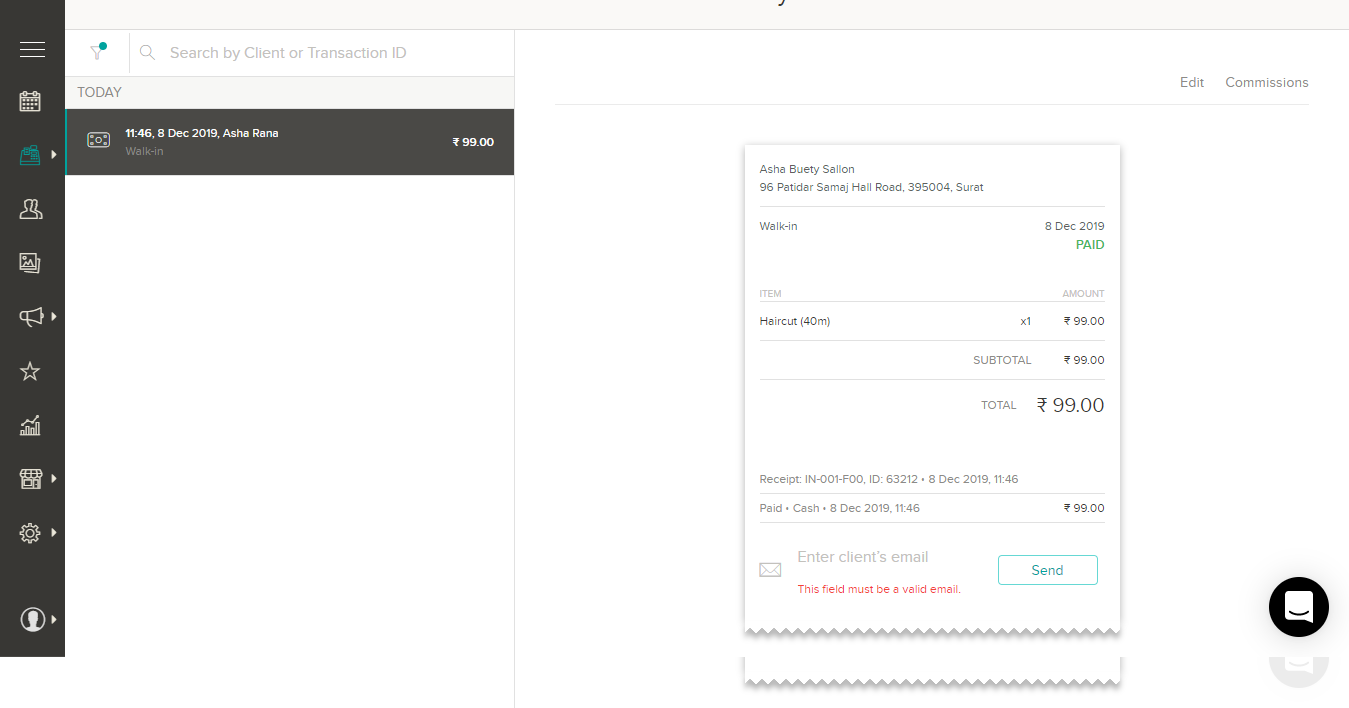 Search by Client or Transaction ID
TODAY
11:46, 8 Dec 2019, Asha Rana
₹ 99.00
Walk-in
Edit Commissions
Asha Buety Sallon
96 Patidar Samaj Hall Road, 395004, Surat
Walk-in 8 Dec 2019
PAID
ITEM AMOUNT
Haircut (40m) x1 ₹ 99.00
SUBTOTAL ₹ 99.00
TOTAL ₹ 99.00
Receipt: IN-001-F00, ID: 63212 • 8 Dec 2019, 11:46
Paid • Cash • 8 Dec 2019, 11:46 ₹ 99.00
Enter client's email
Send
This field must be a valid email.